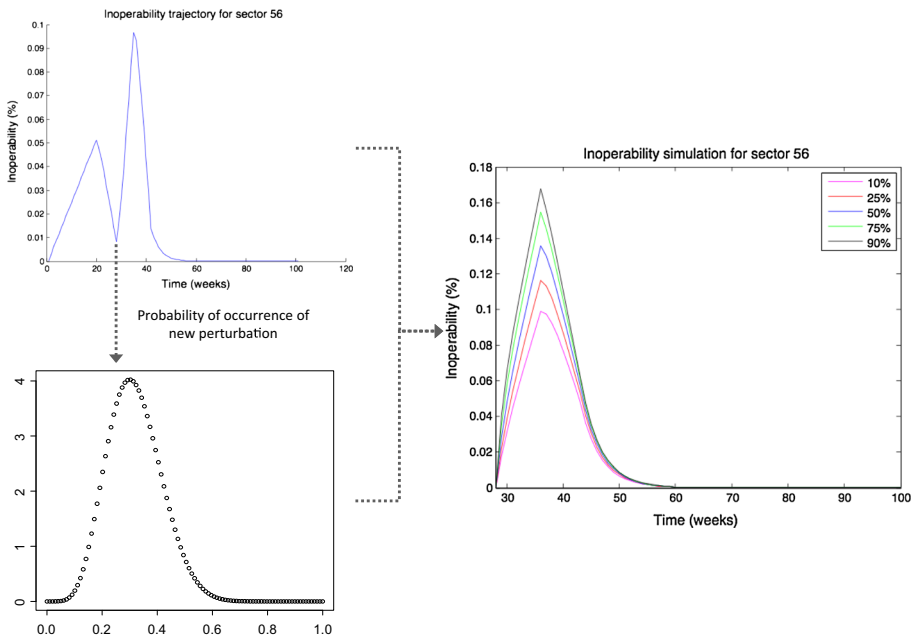 Inoperability trajectory for sector 56
0.1
0.09
0.08
0.07
0.06
0.05
0.04
0.03
0.02
0.01
0
Inoperability (%)
0 20 40 60 80 100 120
Time (weeks)
Probability of occurrence of
new perturbation
4
3
2
1
0
0.0 0.2 0.4 0.6 0.8 1.0
Inoperability simulation for sector 56
0.18
0.16
0.14
0.12
0.1
0.08
0.06
0.04
0.02
0
Inoperability (%)
10%
25%
50%
75%
90%
30 40 50 60 70 80 90 100
Time (weeks)